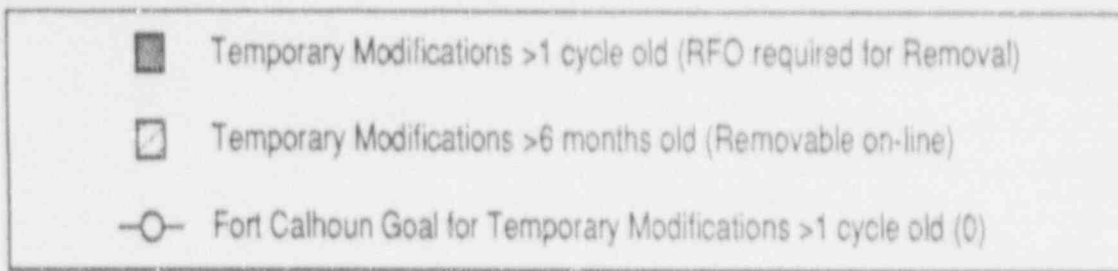 Temporary Modifications >1 cycle old (RFO required for Removal)
Temporary Modifications >6 months old (Removable on-line)
Fort Calhoun Goal for Temporary Modifications >1 cycle old (0)